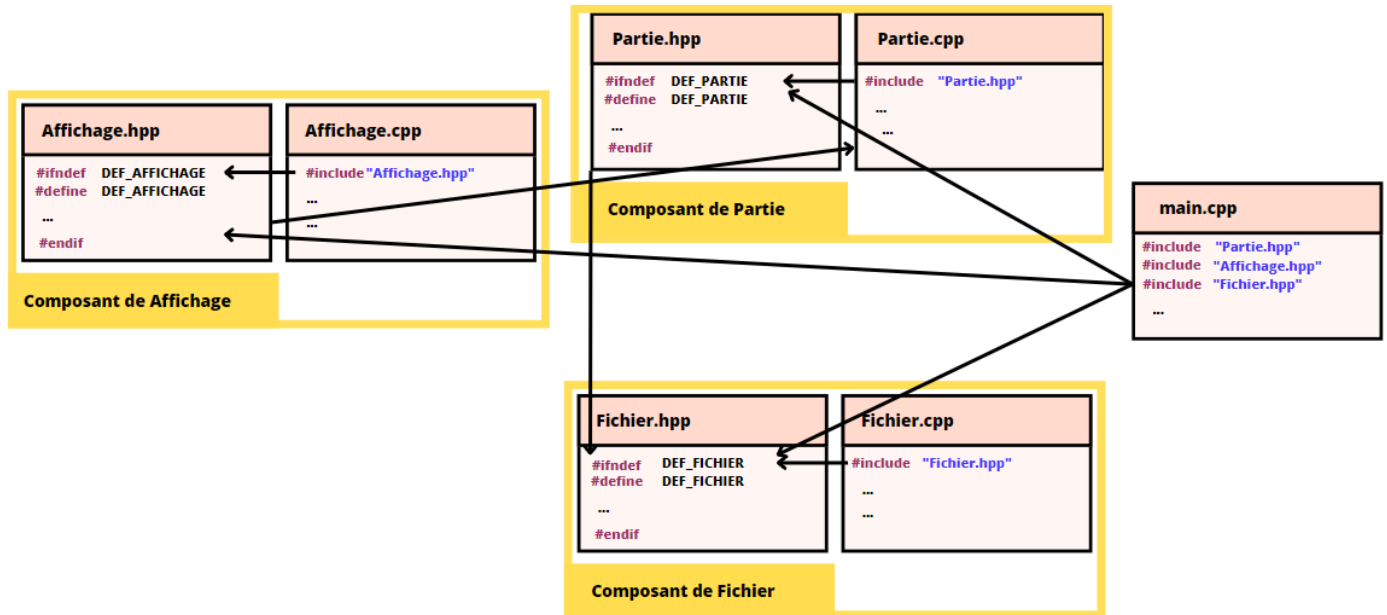 Partie.hpp
#ifndef DEF_PARTIE
#define DEF_PARTIE
...
#endif
Partie.cpp
#include "Partie.hpp"
...
...
Composant de Partie
Affichage.hpp
#ifndef DEF_AFFICHAGE
#define DEF_AFFICHAGE
...
#endif
Affichage.cpp
#include"Affichage.hpp"
...
...
Composant de Affichage
main.cpp
#include "Partie.hpp"
#include "Affichage.hpp"
#include "Fichier.hpp"
...
Fichier.hpp
#ifndef DEF_FICHIER
#define DEF_FICHIER
...
#endif
Fichier.cpp
#include "Fichier.hpp"
...
...
Composant de Fichier